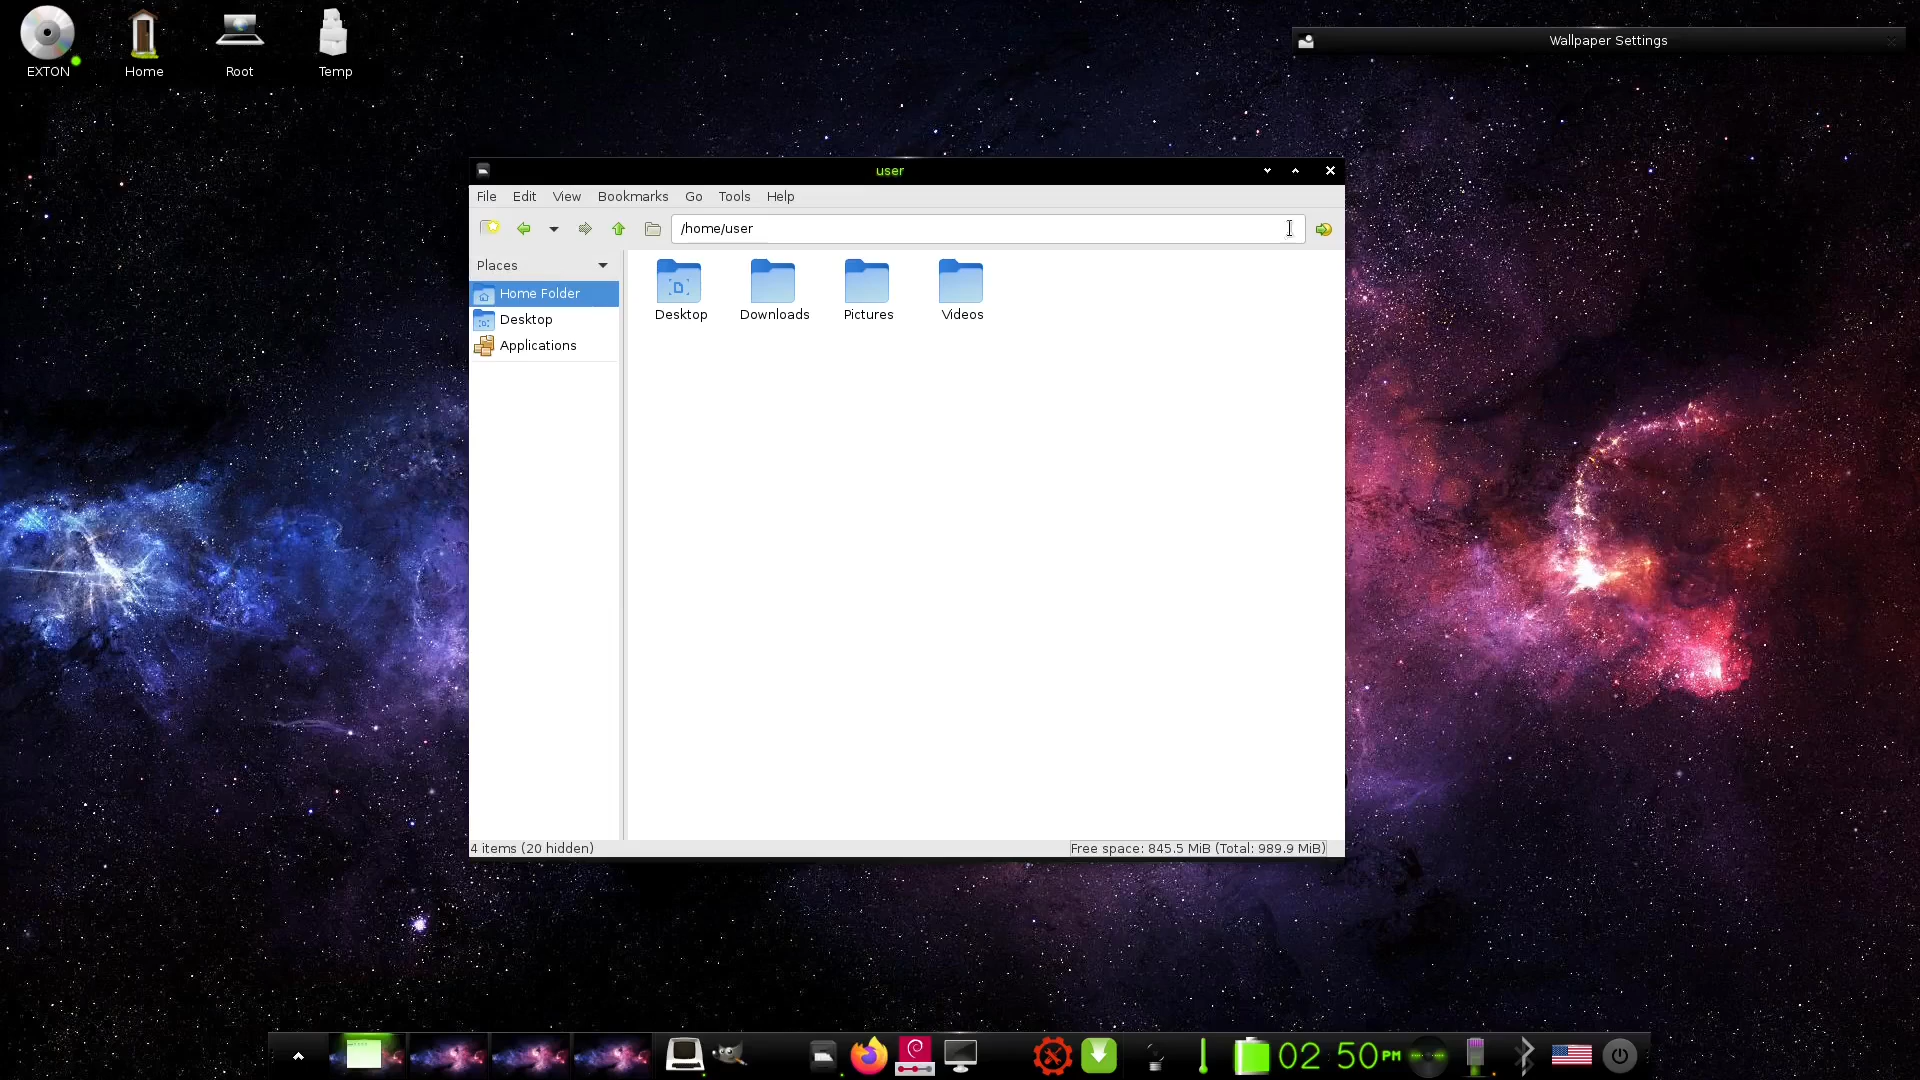 EXTON
Home
Root
Temp
Wallpaper Settings
user
File Edit View Bookmarks Go Tools Help
/home/user
Places
Home Folder
Desktop
Applications
Desktop
Downloads
Pictures
Videos
4 items (20 hidden)
Free space: 845.5 MiB (Total: 989.9 MiB)
02 50 PM